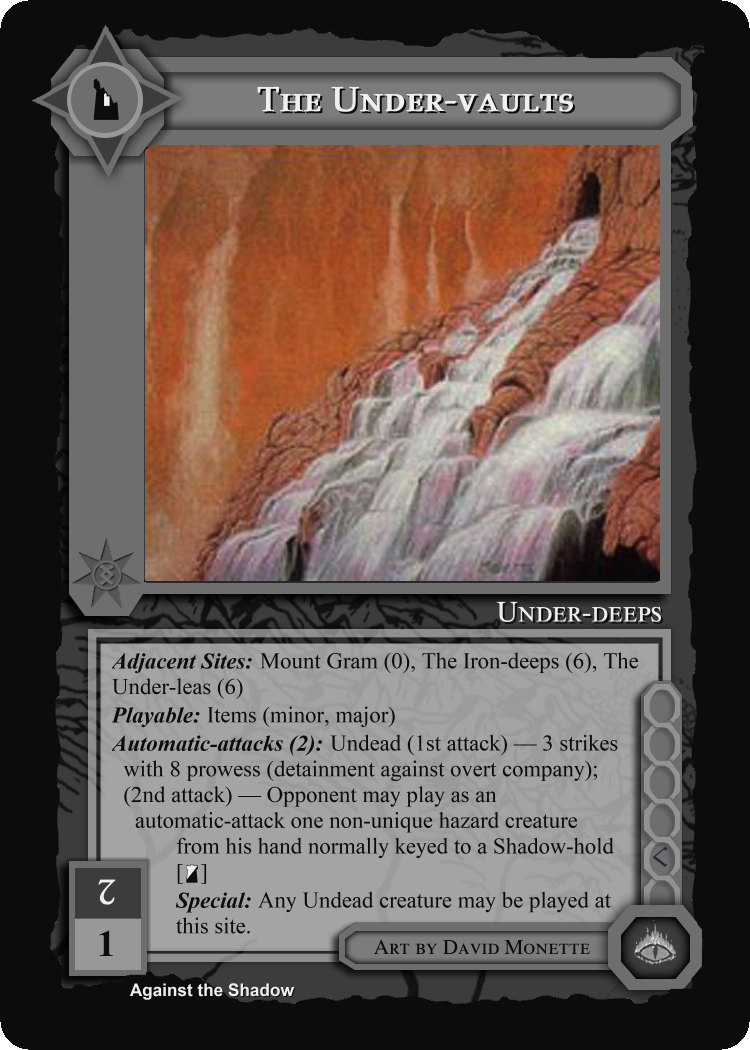 THE UNDER-VAULTS
UNDER-DEEPS
Adjacent Sites: Mount Gram (0), The Iron-deeps (6), The
Under-leas (6)
Playable: Items (minor, major)
Automatic-attacks (2): Undead (1st attack) — 3 strikes
with 8 prowess (detainment against overt company);
(2nd attack) — Opponent may play as an
automatic-attack one non-unique hazard creature
from his hand normally keyed to a Shadow-hold
[ ]
Special: Any Undead creature may be played at
this site.
2
1
ART BY DAVID MONETTE
Against the Shadow